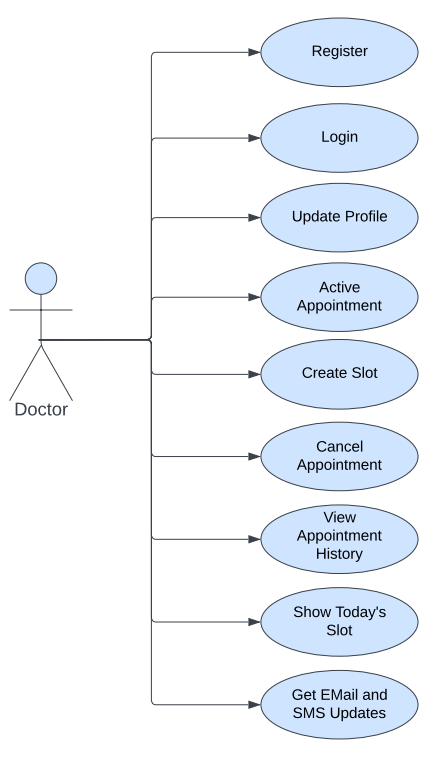 Register
Login
Update Profile
Active
Appointment
Doctor
Create Slot
Cancel
Appointment
View
Appointment
History
Show Today's
Slot
Get EMail and
SMS Updates